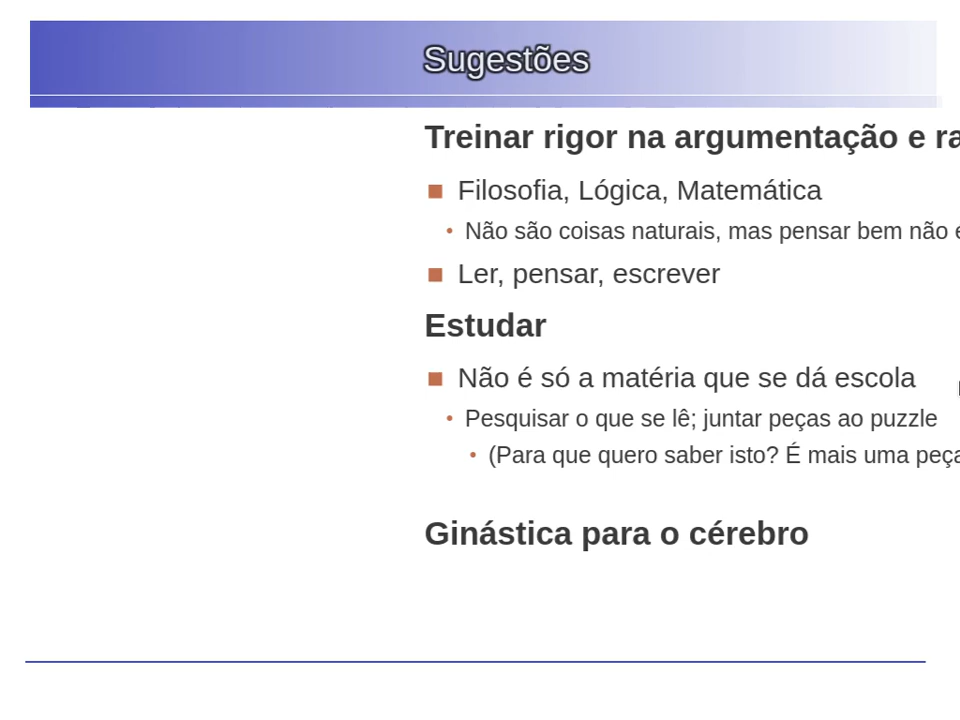 Sugestões
Treinar rigor na argumentação e
Filosofia, Lógica, Matemática
Não são coisas naturais, mas pensar bem não
Ler, pensar, escrever
Estudar
Não é só a matéria que se dá escola
Pesquisar o que se lê; juntar peças ao puzzle
(Para que quero saber isto? É mais uma peça
Ginástica para o cérebro